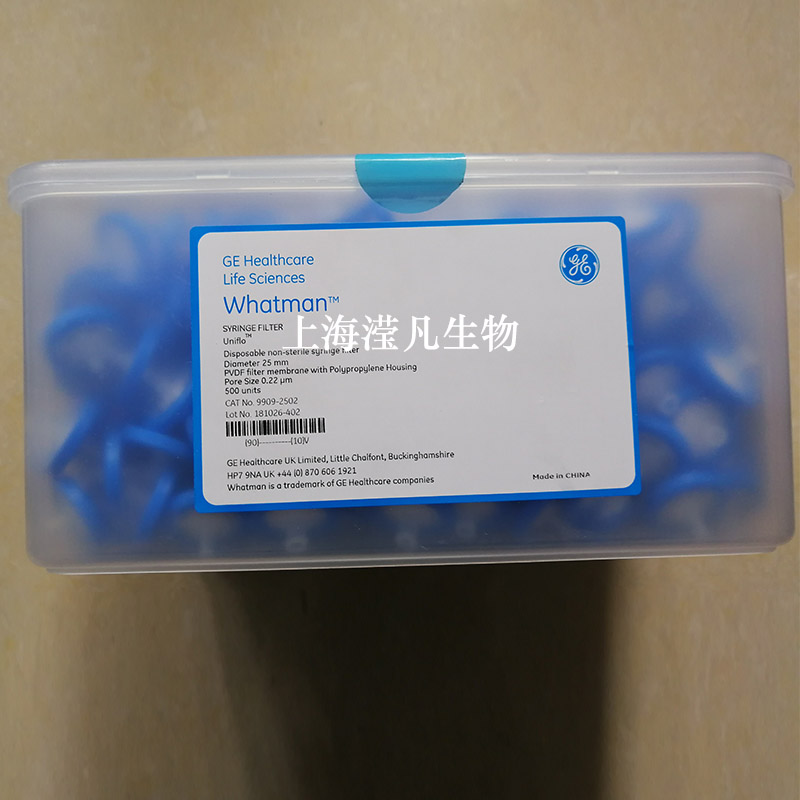 GE Healthcare
Life Sciences
Whatman™
SYRINGE FILTER
Uniflo™
Disposable non-sterile syringe filter
Diameter 25 mm
PVDF filter membrane with Polypropylene Housing
Pore Size 0.22 µm
500 units
CAT No. 9909-2502
Lot No. 181026-402
(90)----------(10)V
GE Healthcare UK Limited, Little Chalfont, Buckinghamshire
HP7 9NA UK +44 (0) 870 606 1921
Whatman is a trademark of GE Healthcare companies
Made in CHINA
GE
上海滢凡生物